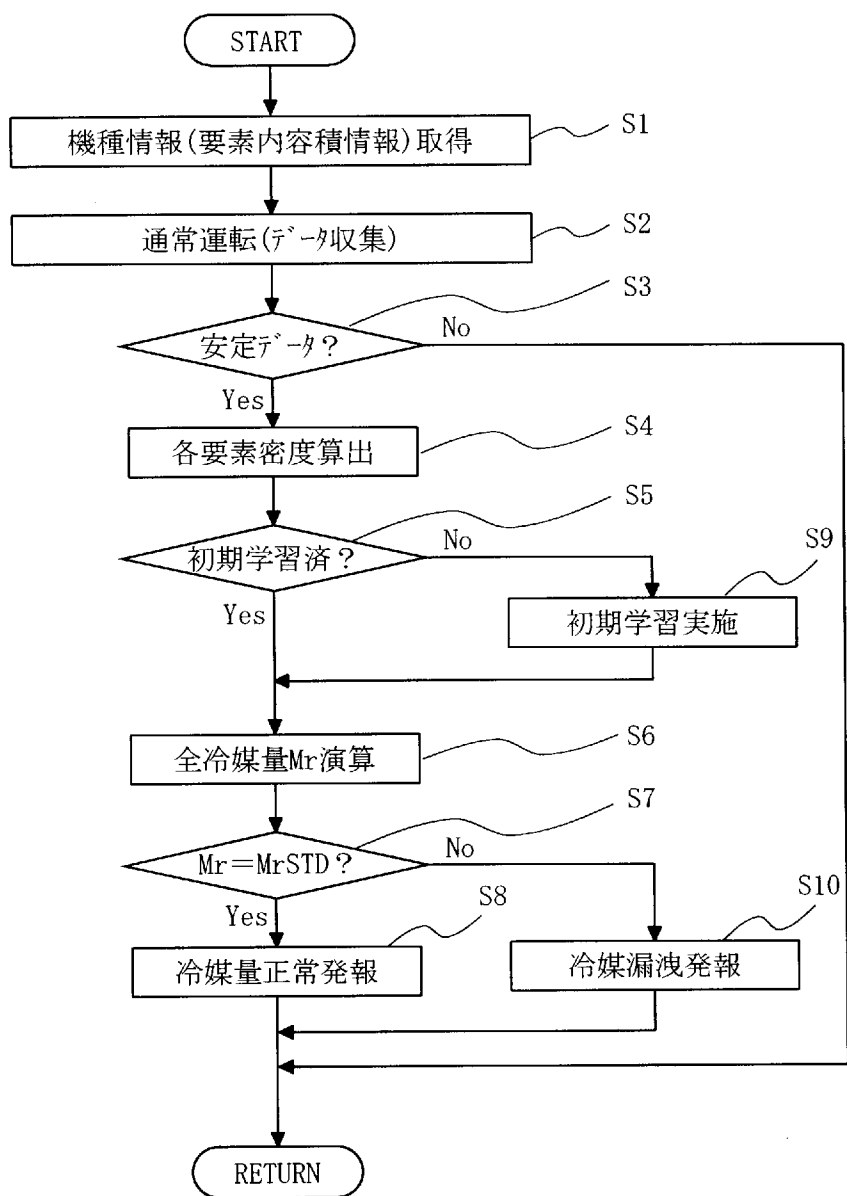 START
機種情報(要素内容積情報)取得
S1
通常運転(ﾃﾞｰﾀ収集)
S2
S3
安定ﾃﾞｰﾀ?
No
Yes
各要素密度算出
S4
S5
初期学習済?
No
Yes
S9
初期学習実施
全冷媒量Mr演算
S6
S7
Mr=MrSTD?
No
Yes
S8
冷媒量正常発報
S10
冷媒漏洩発報
RETURN